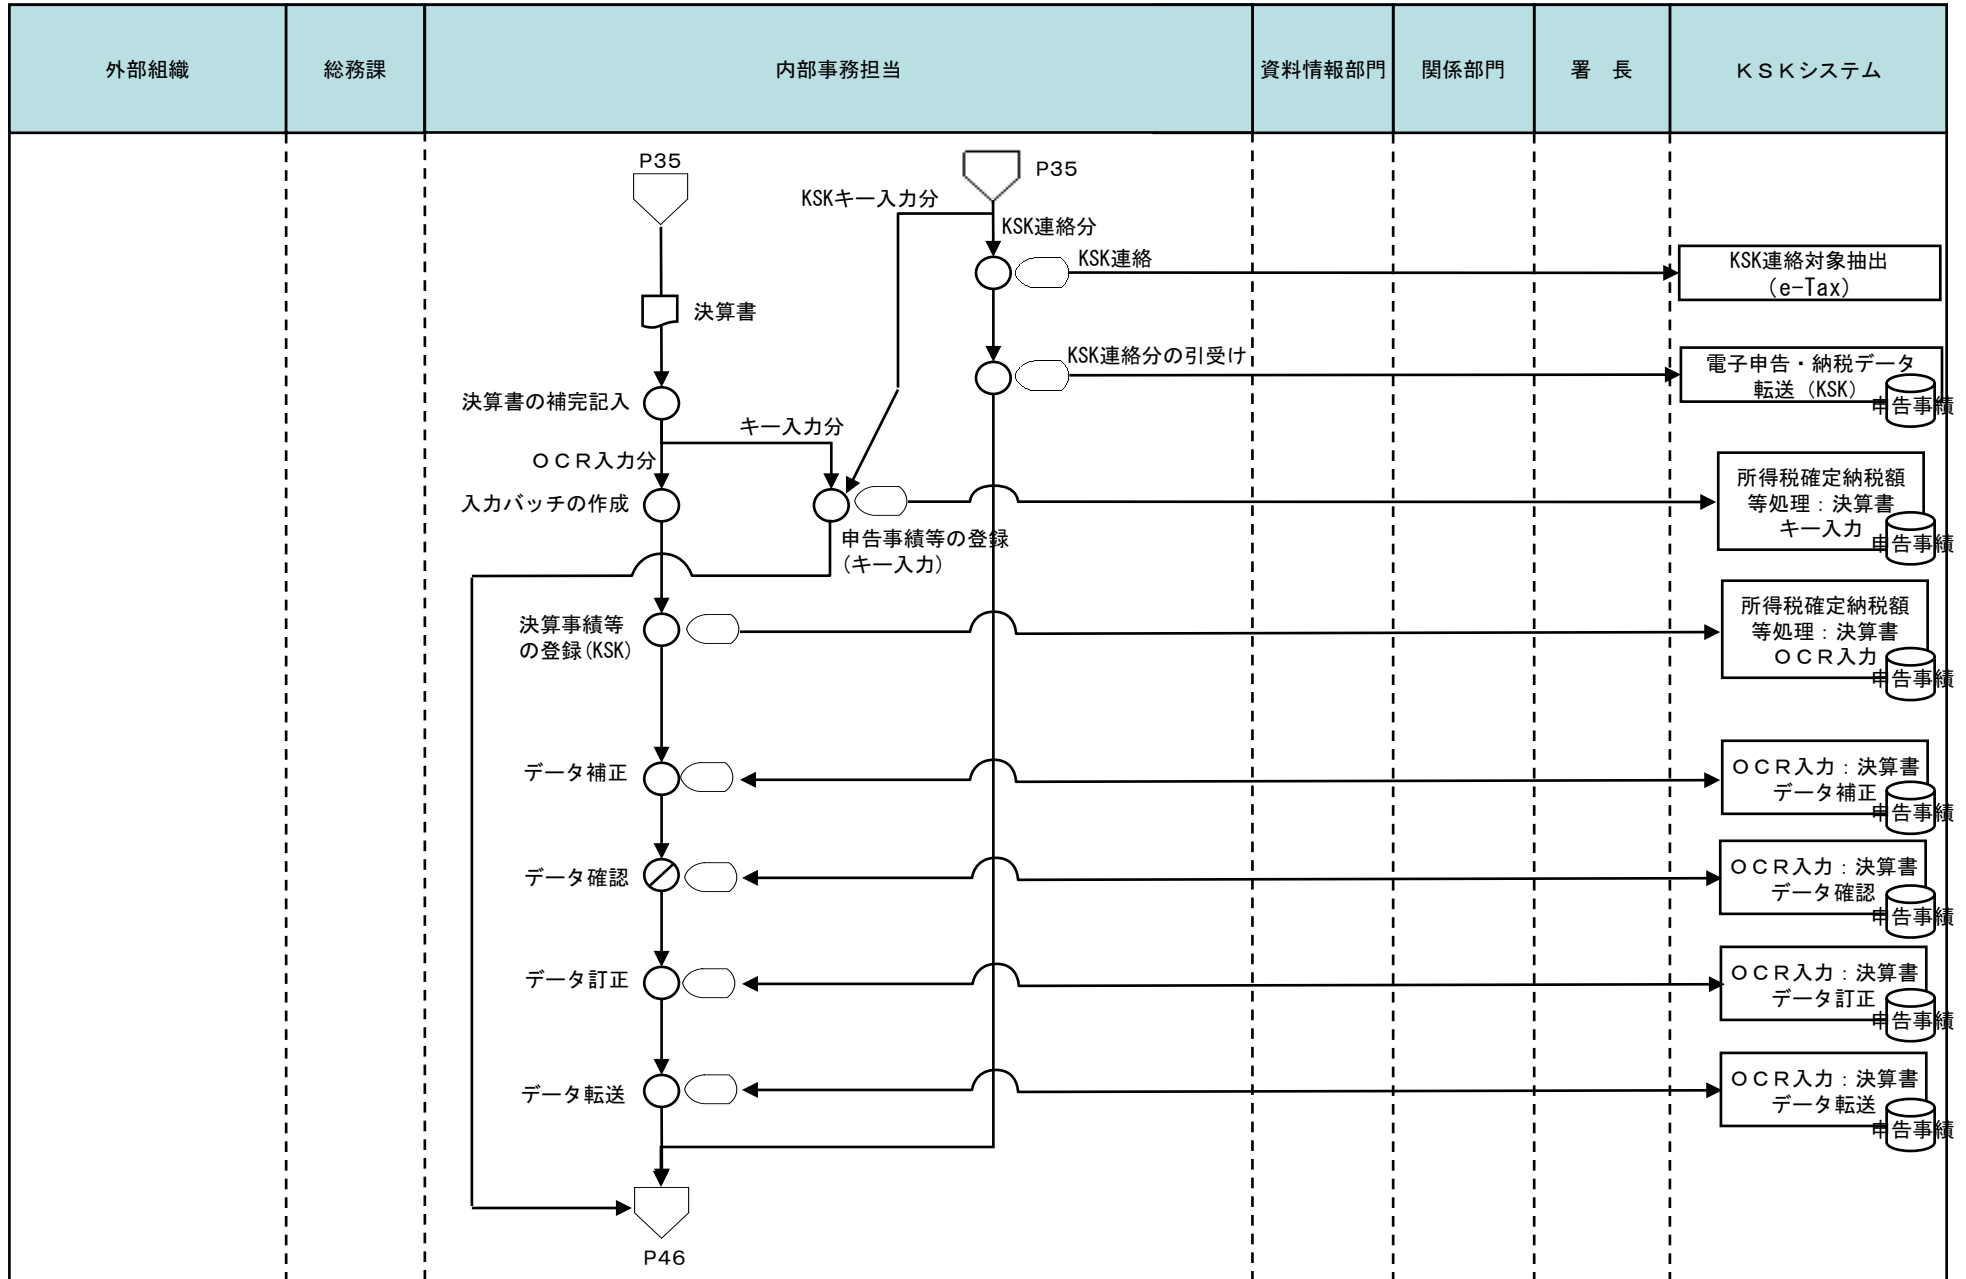 外部組織
総務課
内部事務担当
資料情報部門
関係部門
署　長
ＫＳＫシステム
P35
P35
KSKキー入力分
KSK連絡分
KSK連絡
KSK連絡対象抽出
（e-Tax）
決算書
KSK連絡分の引受け
電子申告・納税データ
転送（KSK）
申告事績
決算書の補完記入
キー入力分
ＯＣＲ入力分
入力バッチの作成
申告事績等の登録
（キー入力）
所得税確定納税額
等処理：決算書
キー入力
申告事績
決算事績等
の登録(KSK)
所得税確定納税額
等処理：決算書
ＯＣＲ入力
申告事績
データ補正
ＯＣＲ入力：決算書
データ補正
申告事績
データ確認
ＯＣＲ入力：決算書
データ確認
申告事績
データ訂正
ＯＣＲ入力：決算書
データ訂正
申告事績
データ転送
ＯＣＲ入力：決算書
データ転送
申告事績
P46